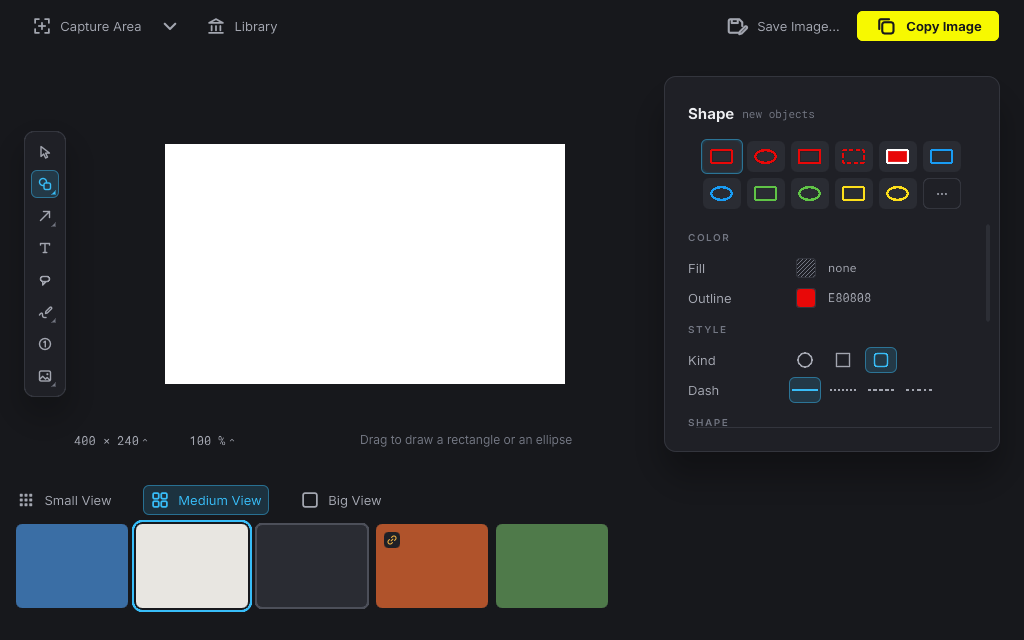 Capture Area
Library
Save Image...
Copy Image
Shape new objects
COLOR
Fill none
Outline E80808
STYLE
Kind
Dash
SHAPE
400 × 240
100 %
Drag to draw a rectangle or an ellipse
Small View
Medium View
Big View